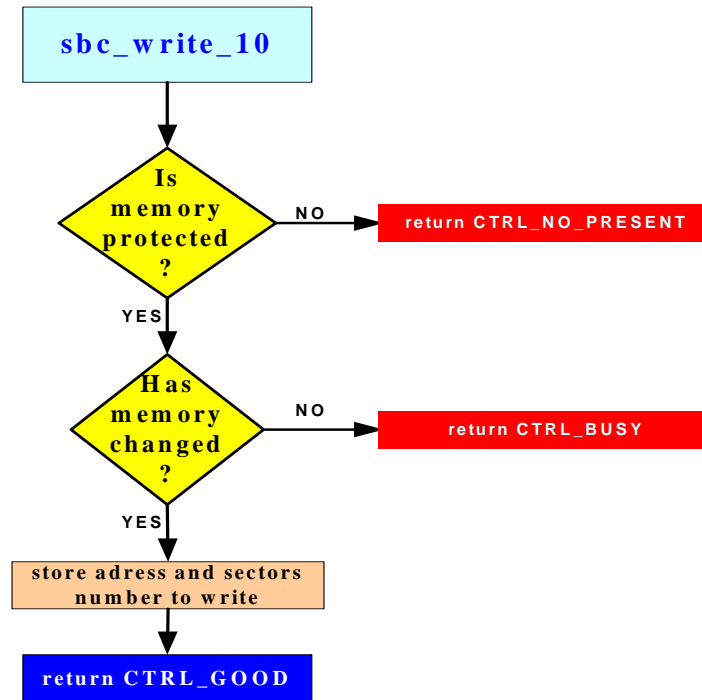 sbc_write_10
Is
memory
protected
?
NO
return CTRL_NO_PRESENT
YES
Has
memory
changed
?
NO
return CTRL_BUSY
YES
store adress and sectors
number to write
return CTRL_GOOD